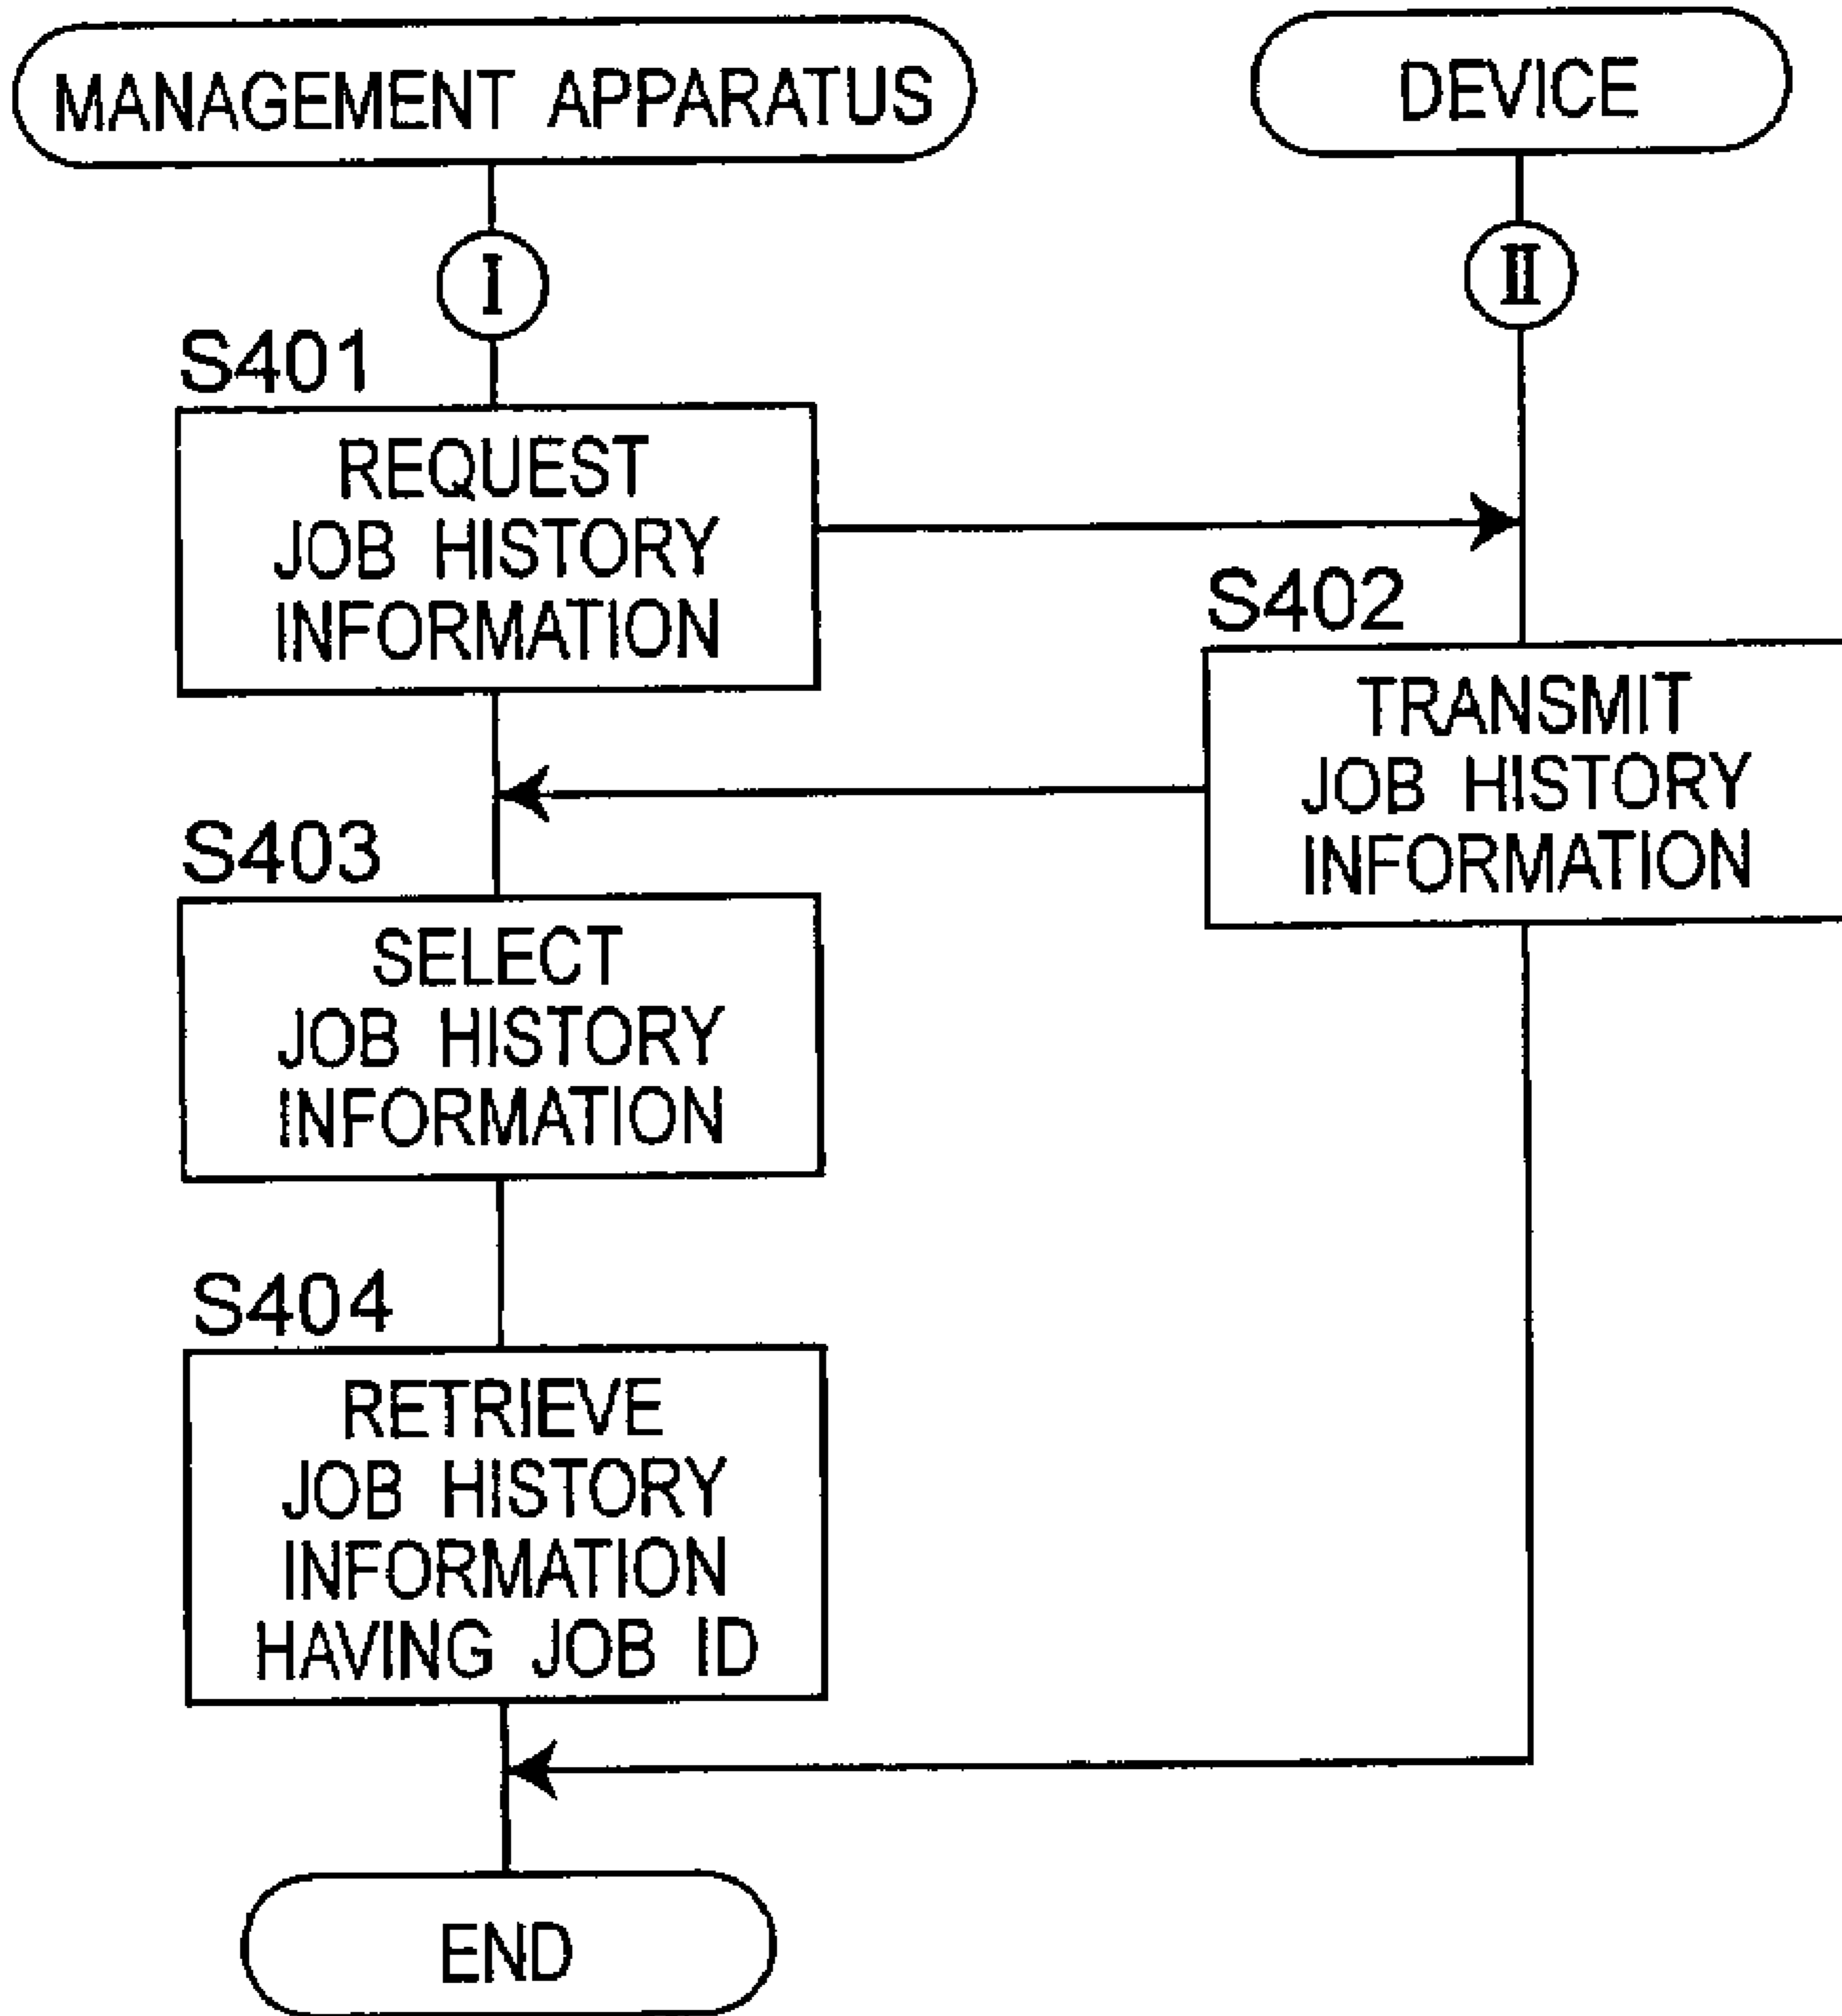 MANAGEMENT APPARATUS
DEVICE
I
II
S401
REQUEST
JOB HISTORY
INFORMATION
S402
TRANSMIT
JOB HISTORY
INFORMATION
S403
SELECT
JOB HISTORY
INFORMATION
S404
RETRIEVE
JOB HISTORY
INFORMATION
HAVING JOB ID
END